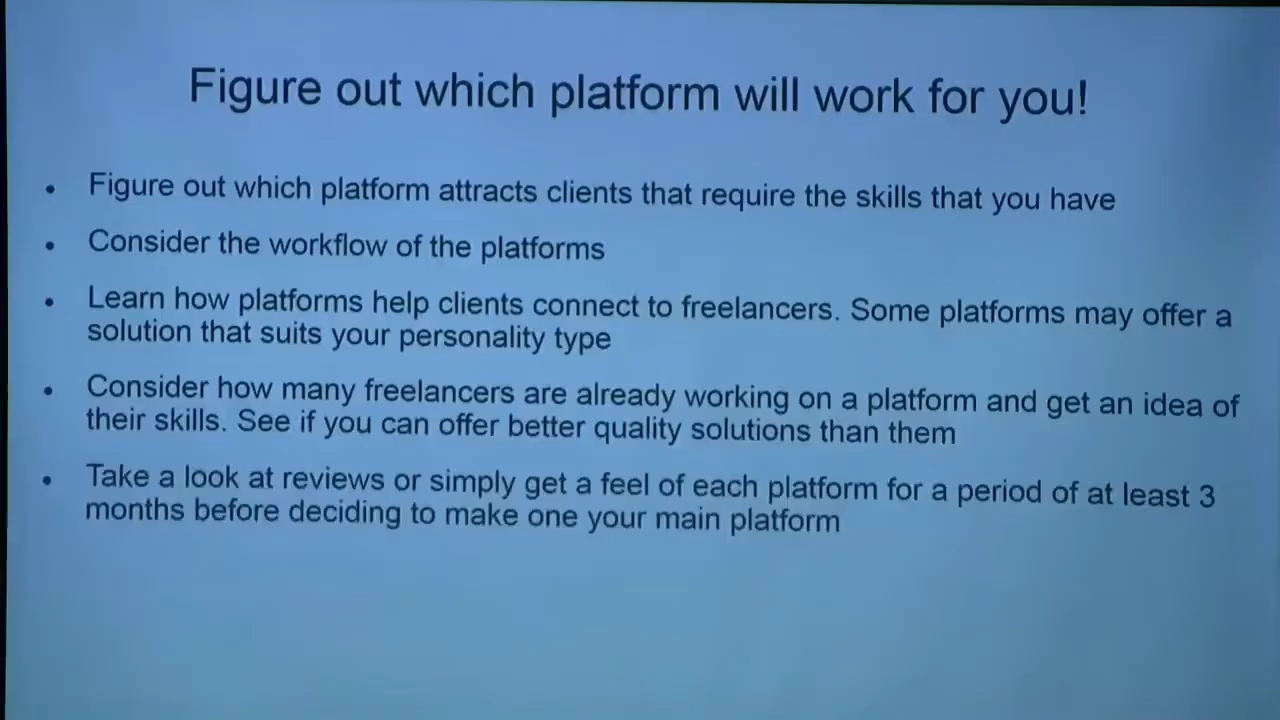 Figure out which platform will work for you!
• Figure out which platform attracts clients that require the skills that you have
• Consider the workflow of the platforms
• Learn how platforms help clients connect to freelancers. Some platforms may offer a
solution that suits your personality type
• Consider how many freelancers are already working on a platform and get an idea of
their skills. See if you can offer better quality solutions than them
• Take a look at reviews or simply get a feel of each platform for a period of at least 3
months before deciding to make one your main platform